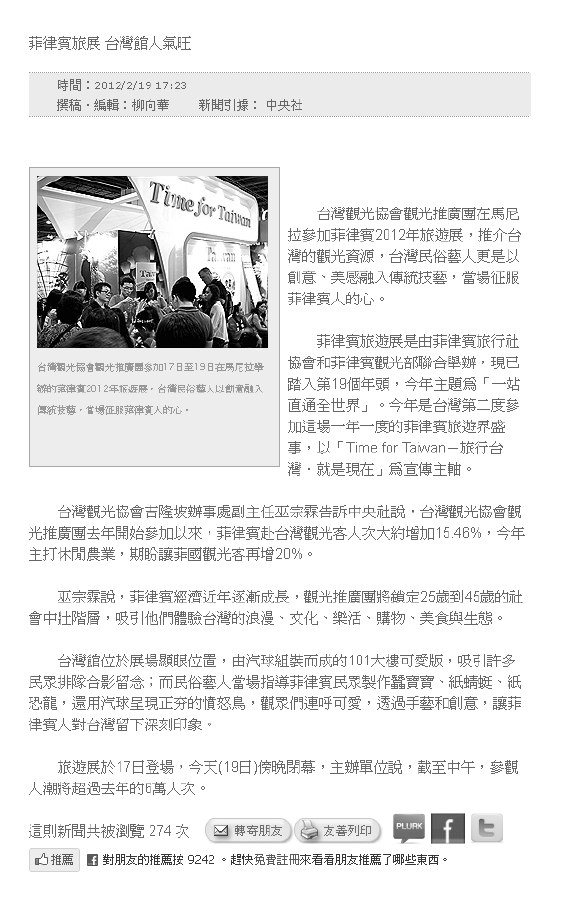 菲律賓旅展 台灣館人氣旺
時間：2012/2/19 17:23
撰稿‧編輯：柳向華　　新聞引據： 中央社
Time for Taiwan
台灣觀光協會觀光推廣團參加17日至19日在馬尼拉舉
辦的菲律賓2012年旅遊展，台灣民俗藝人以創意融入
傳統技藝，當場征服菲律賓人的心。
台灣觀光協會觀光推廣團在馬尼
拉參加菲律賓2012年旅遊展，推介台
灣的觀光資源，台灣民俗藝人更是以
創意、美感融入傳統技藝，當場征服
菲律賓人的心。
菲律賓旅遊展是由菲律賓旅行社
協會和菲律賓觀光部聯合舉辦，現已
踏入第19個年頭，今年主題為「一站
直通全世界」。今年是台灣第二度參
加這場一年一度的菲律賓旅遊界盛
事，以「Time for Taiwan－旅行台
灣．就是現在」為宣傳主軸。
台灣觀光協會吉隆坡辦事處副主任巫宗霖告訴中央社說，台灣觀光協會觀
光推廣團去年開始參加以來，菲律賓赴台灣觀光客人次大約增加15.46%，今年
主打休閒農業，期盼讓菲國觀光客再增20%。
巫宗霖說，菲律賓經濟近年逐漸成長，觀光推廣團將鎖定25歲到45歲的社
會中壯階層，吸引他們體驗台灣的浪漫、文化、樂活、購物、美食與生態。
台灣館位於展場顯眼位置，由汽球組裝而成的101大樓可愛版，吸引許多
民眾排隊合影留念；而民俗藝人當場指導菲律賓民眾製作蠶寶寶、紙蜻蜓、紙
恐龍，還用汽球呈現正夯的憤怒鳥，觀眾們連呼可愛，透過手藝和創意，讓菲
律賓人對台灣留下深刻印象。
旅遊展於17日登場，今天(19日)傍晚閉幕，主辦單位說，截至中午，參觀
人潮將超過去年的6萬人次。
這則新聞共被瀏覽 274 次 轉寄朋友 友善列印 PLURK
推薦 對朋友的推薦按 9242 。趕快免費註冊來看看朋友推薦了哪些東西。